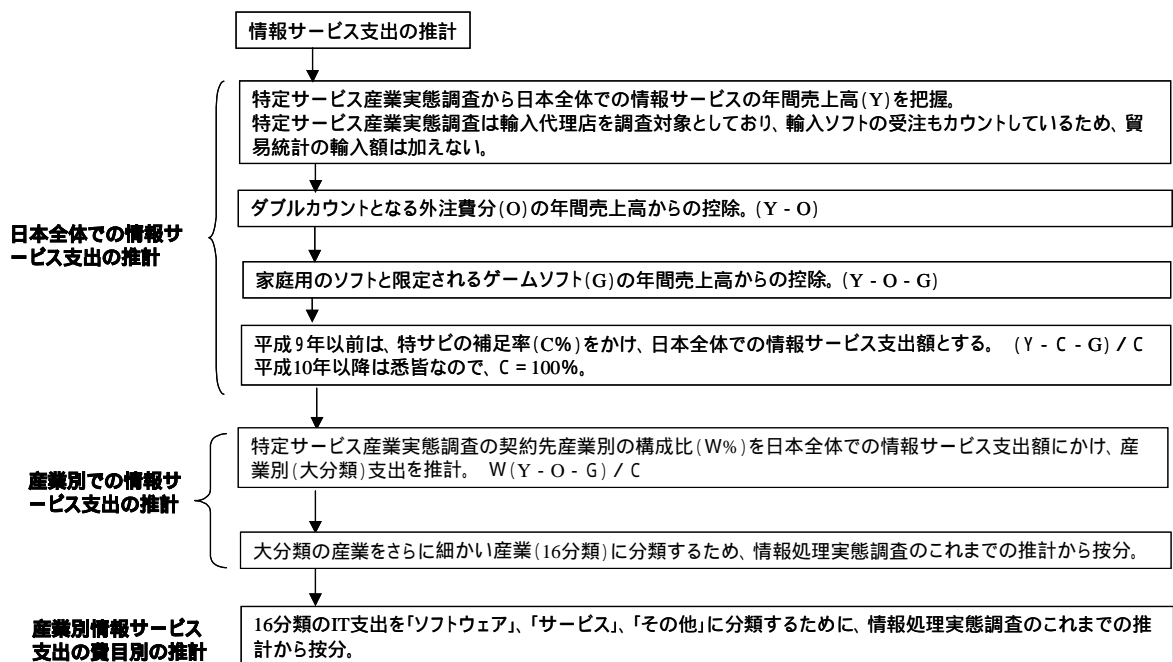 情報サービス支出の推計
特定サービス産業実態調査から日本全体での情報サービスの年間売上高(Y)を把握。
特定サービス産業実態調査は輸入代理店を調査対象としており、輸入ソフトの受注もカウントしているため、貿
易統計の輸入額は加えない。
ダブルカウントとなる外注費分(O)の年間売上高からの控除。(Y - O)
日本全体での情報サ
ービス支出の推計
家庭用のソフトと限定されるゲームソフト(G)の年間売上高からの控除。(Y - O - G)
平成9年以前は、特サビの補足率(C%)をかけ、日本全体での情報サービス支出額とする。 (Y - C - G) / C
平成10年以降は悉皆なので、C = 100%。
特定サービス産業実態調査の契約先産業別の構成比(W%)を日本全体での情報サービス支出額にかけ、産
業別(大分類)支出を推計。 W(Y - O - G) / C
産業別での情報サ
ービス支出の推計
大分類の産業をさらに細かい産業(16分類)に分類するため、情報処理実態調査のこれまでの推計から按分。
産業別情報サービス
支出の費目別の推計
16分類のIT支出を「ソフトウェア」、「サービス」、「その他」に分類するために、情報処理実態調査のこれまでの推
計から按分。